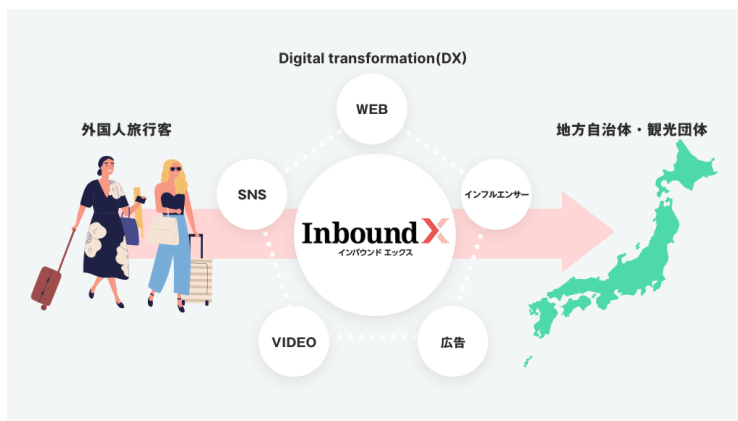 Digital transformation(DX)
WEB
外国人旅行客
地方自治体・観光団体
SNS
インフルエンサー
Inbound X
インバウンド エックス
VIDEO
広告